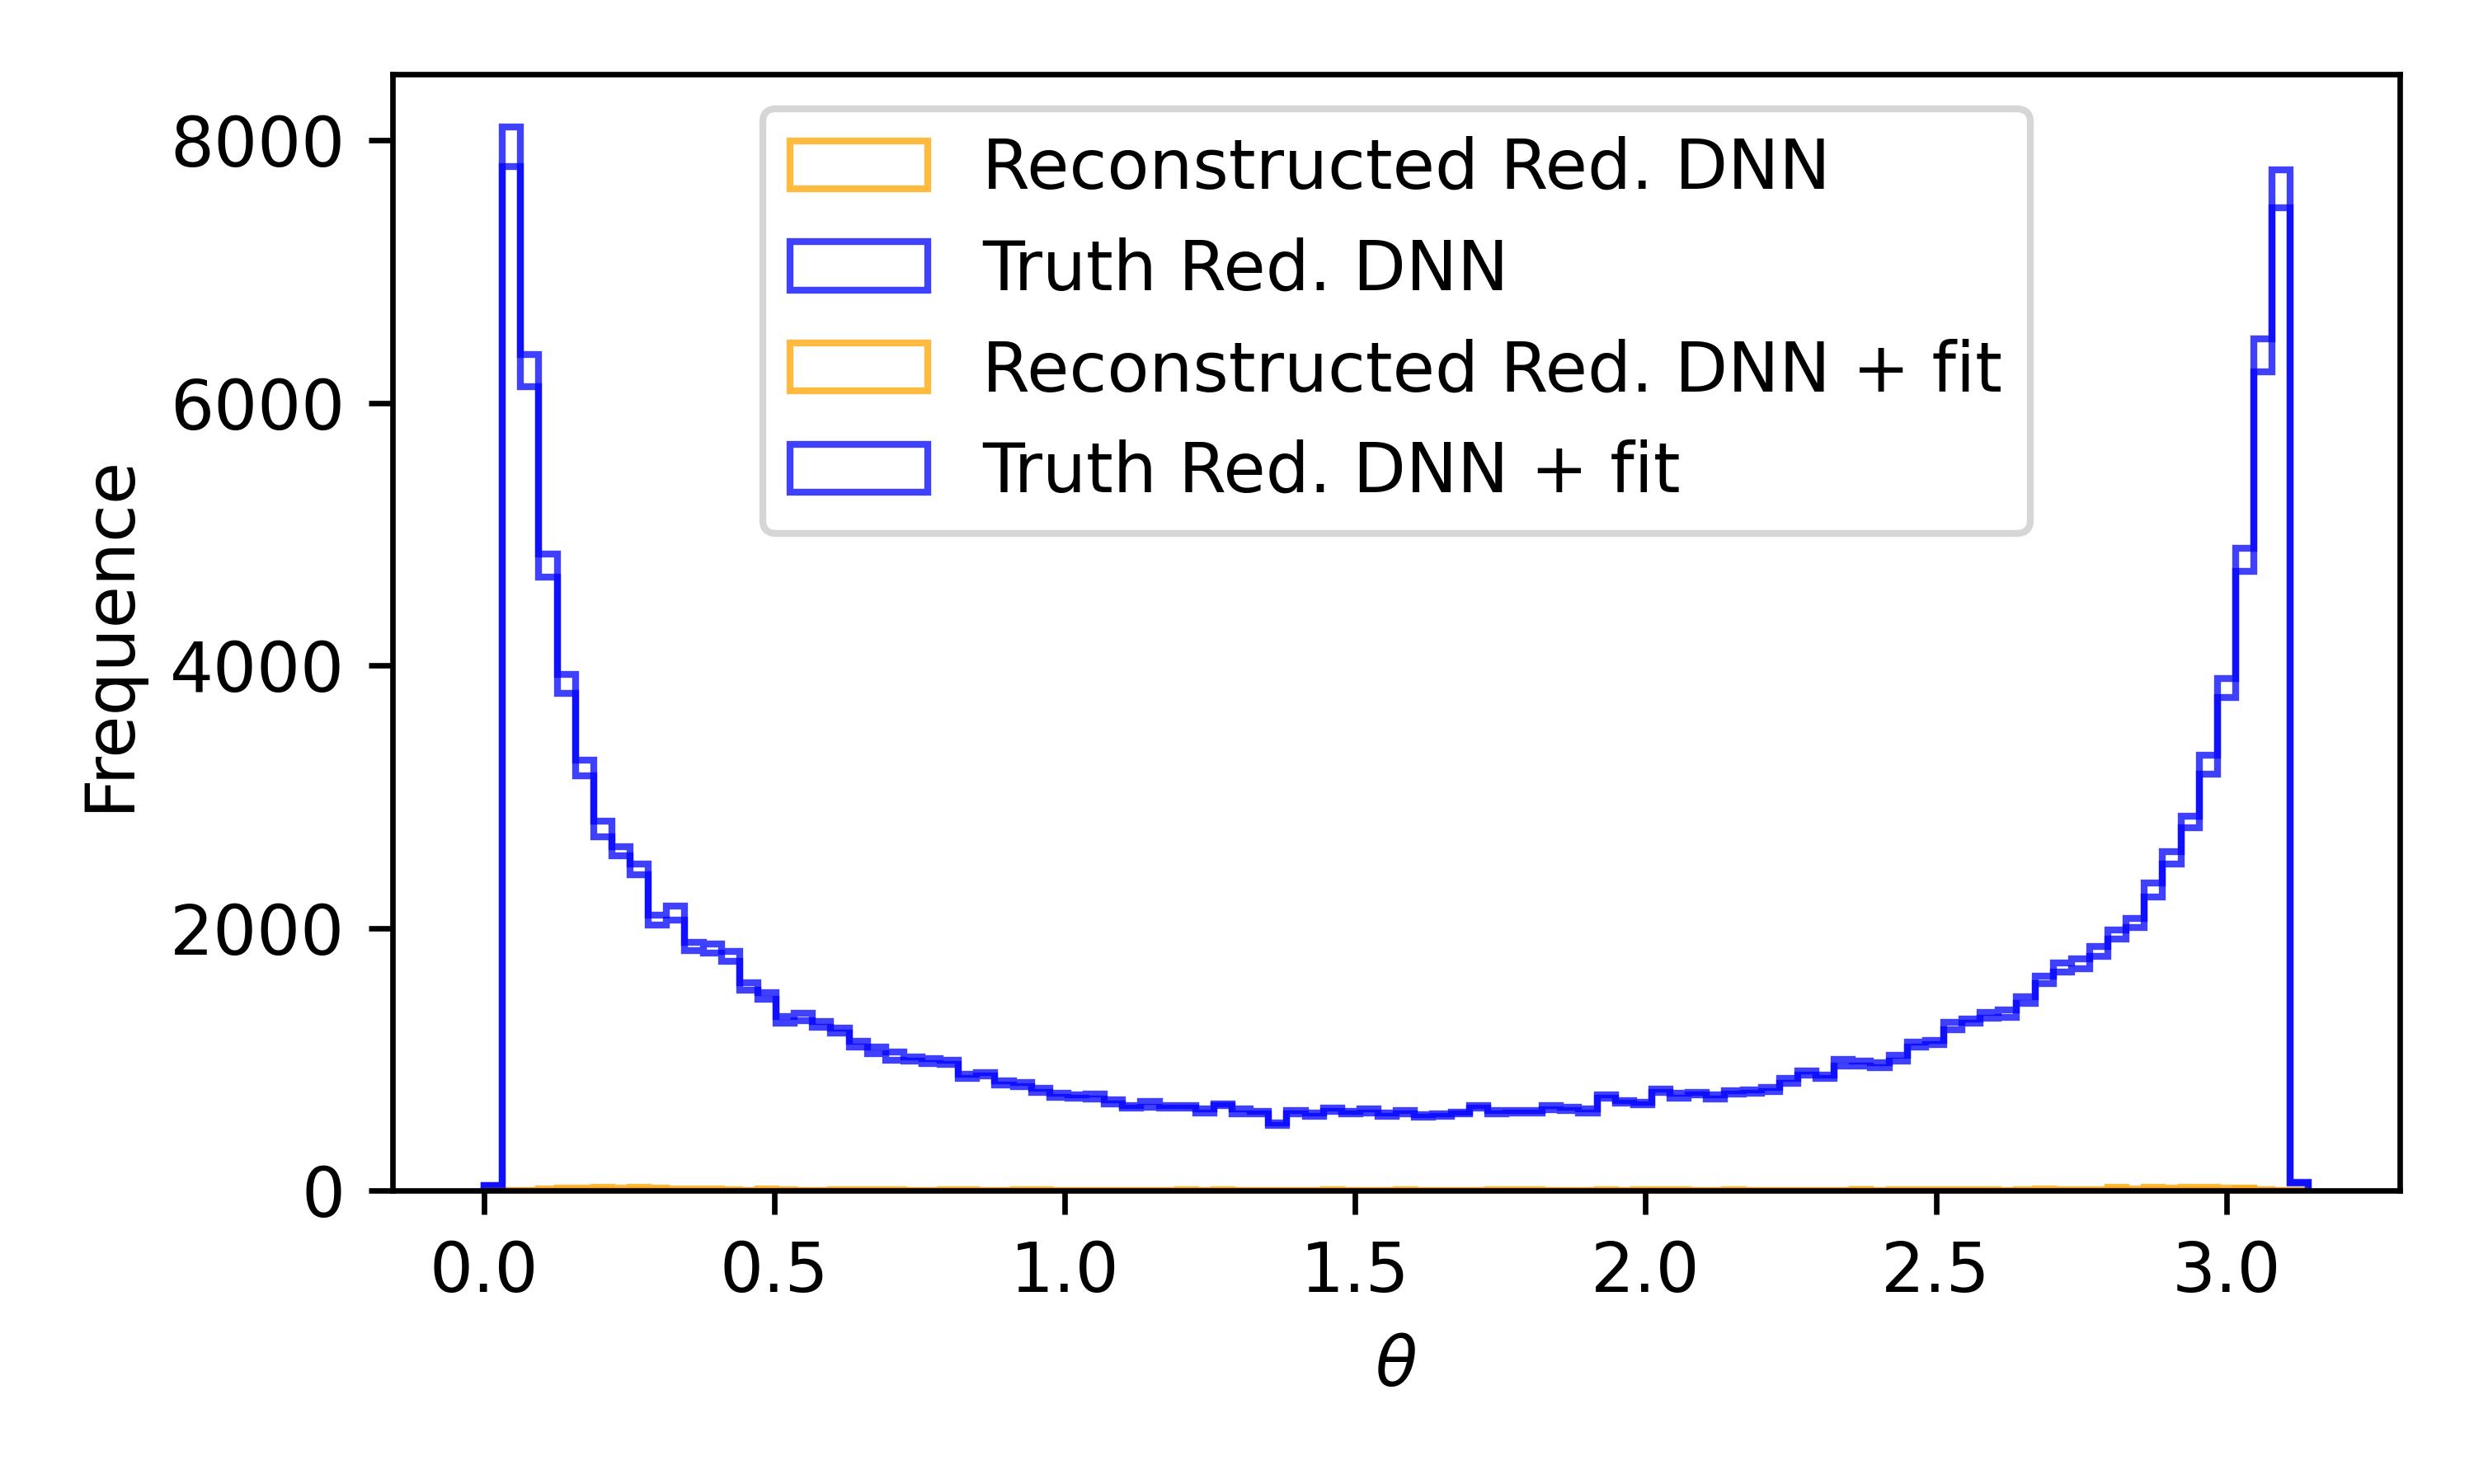 8000
6000
4000
2000
0
Frequence
Reconstructed Red. DNN
Truth Red. DNN
Reconstructed Red. DNN + fit
Truth Red. DNN + fit
0.0 0.5 1.0 1.5 2.0 2.5 3.0
θ